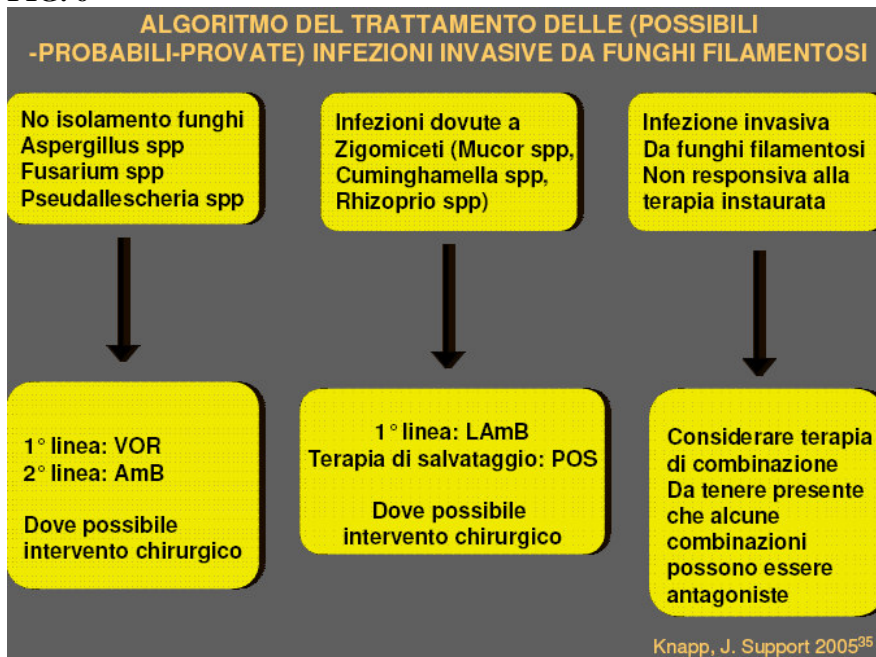 ALGORITMO DEL TRATTAMENTO DELLE (POSSIBILI
-PROBABILI-PROVATE) INFEZIONI INVASIVE DA FUNGHI FILAMENTOSI
No isolamento funghi
Aspergillus spp
Fusarium spp
Pseudallescheria spp
Infezioni dovute a
Zigomiceti (Mucor spp,
Cuminghamella spp,
Rhizoprio spp)
Infezione invasiva
Da funghi filamentosi
Non responsiva alla
terapia instaurata
1° linea: VOR
2° linea: AmB
Dove possibile
intervento chirurgico
1° linea: LAmB
Terapia di salvataggio: POS
Dove possibile
intervento chirurgico
Considerare terapia
di combinazione
Da tenere presente
che alcune
combinazioni
possono essere
antagoniste
Knapp, J. Support 2005³⁵